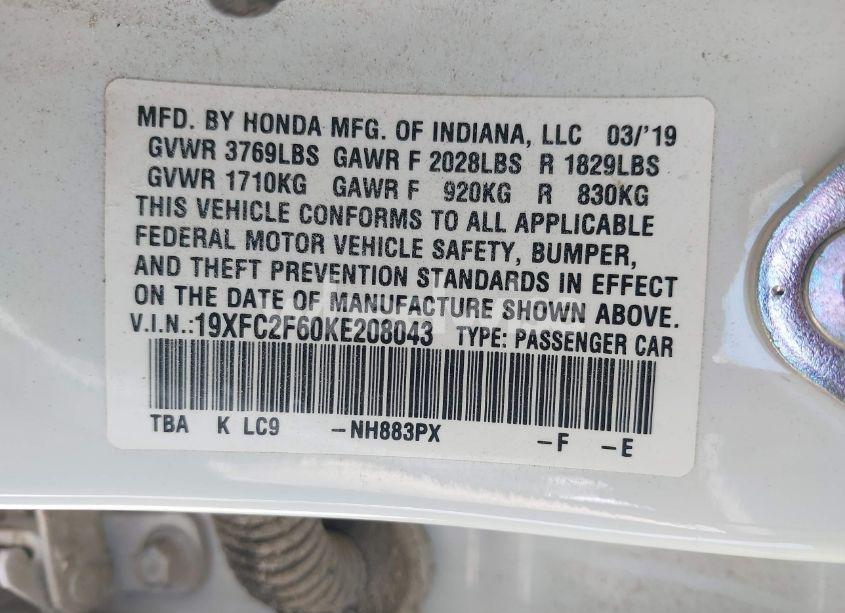 MFD. BY HONDA MFG. OF INDIANA, LLC 03/'19
GVWR 3769LBS GAWR F 2028LBS R 1829LBS
GVWR 1710KG GAWR F 920KG R 830KG
THIS VEHICLE CONFORMS TO ALL APPLICABLE
FEDERAL MOTOR VEHICLE SAFETY, BUMPER,
AND THEFT PREVENTION STANDARDS IN EFFECT
ON THE DATE OF MANUFACTURE SHOWN ABOVE.
V.I.N.:19XFC2F60KE208043 TYPE: PASSENGER CAR
TBA K LC9 -NH883PX -F -E